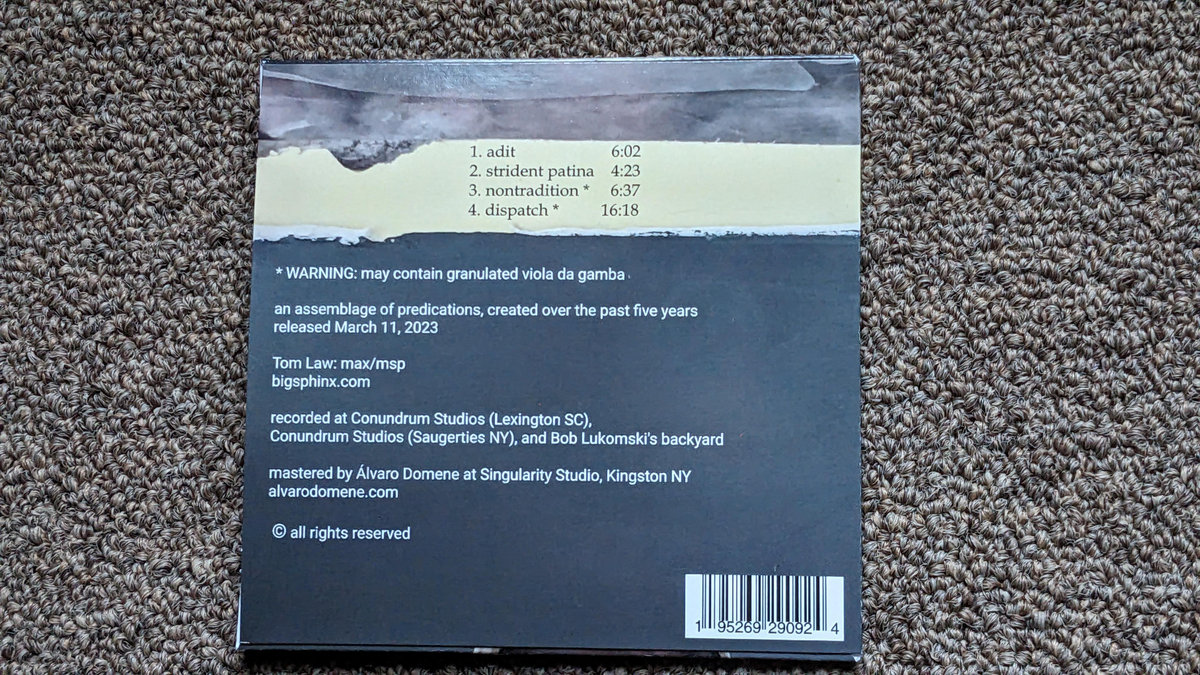 1. adit 6:02
2. strident patina 4:23
3. nontradition * 6:37
4. dispatch * 16:18
* WARNING: may contain granulated viola da gamba
an assemblage of predications, created over the past five years
released March 11, 2023
Tom Law: max/msp
bigsphinx.com
recorded at Conundrum Studios (Lexington SC),
Conundrum Studios (Saugerties NY), and Bob Lukomski's backyard
mastered by Álvaro Domene at Singularity Studio, Kingston NY
alvarodomene.com
© all rights reserved
1 95269 29092 4